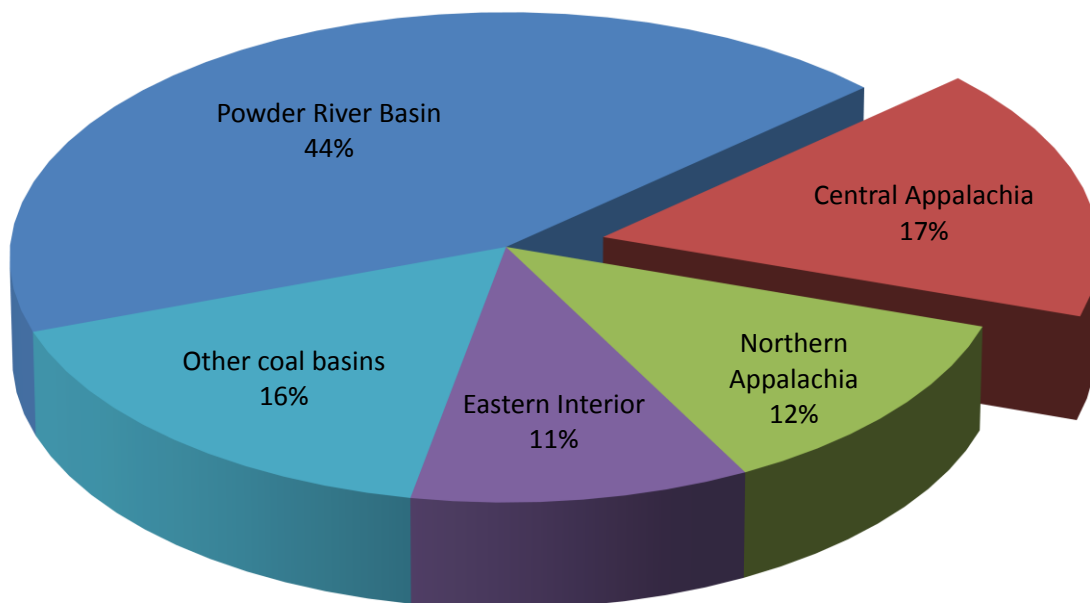 Powder River Basin
44%
Central Appalachia
17%
Northern
Appalachia
12%
Eastern Interior
11%
Other coal basins
16%